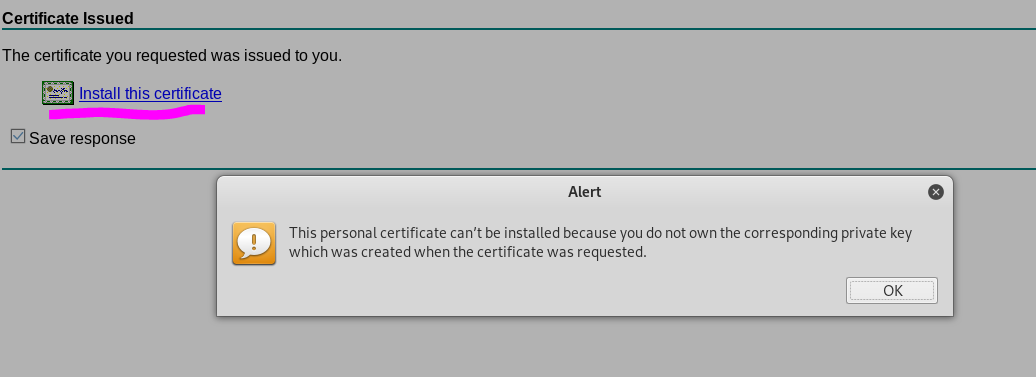 Certificate Issued
The certificate you requested was issued to you.
Install this certificate
Save response
Alert
This personal certificate can’t be installed because you do not own the corresponding private key
which was created when the certificate was requested.
OK